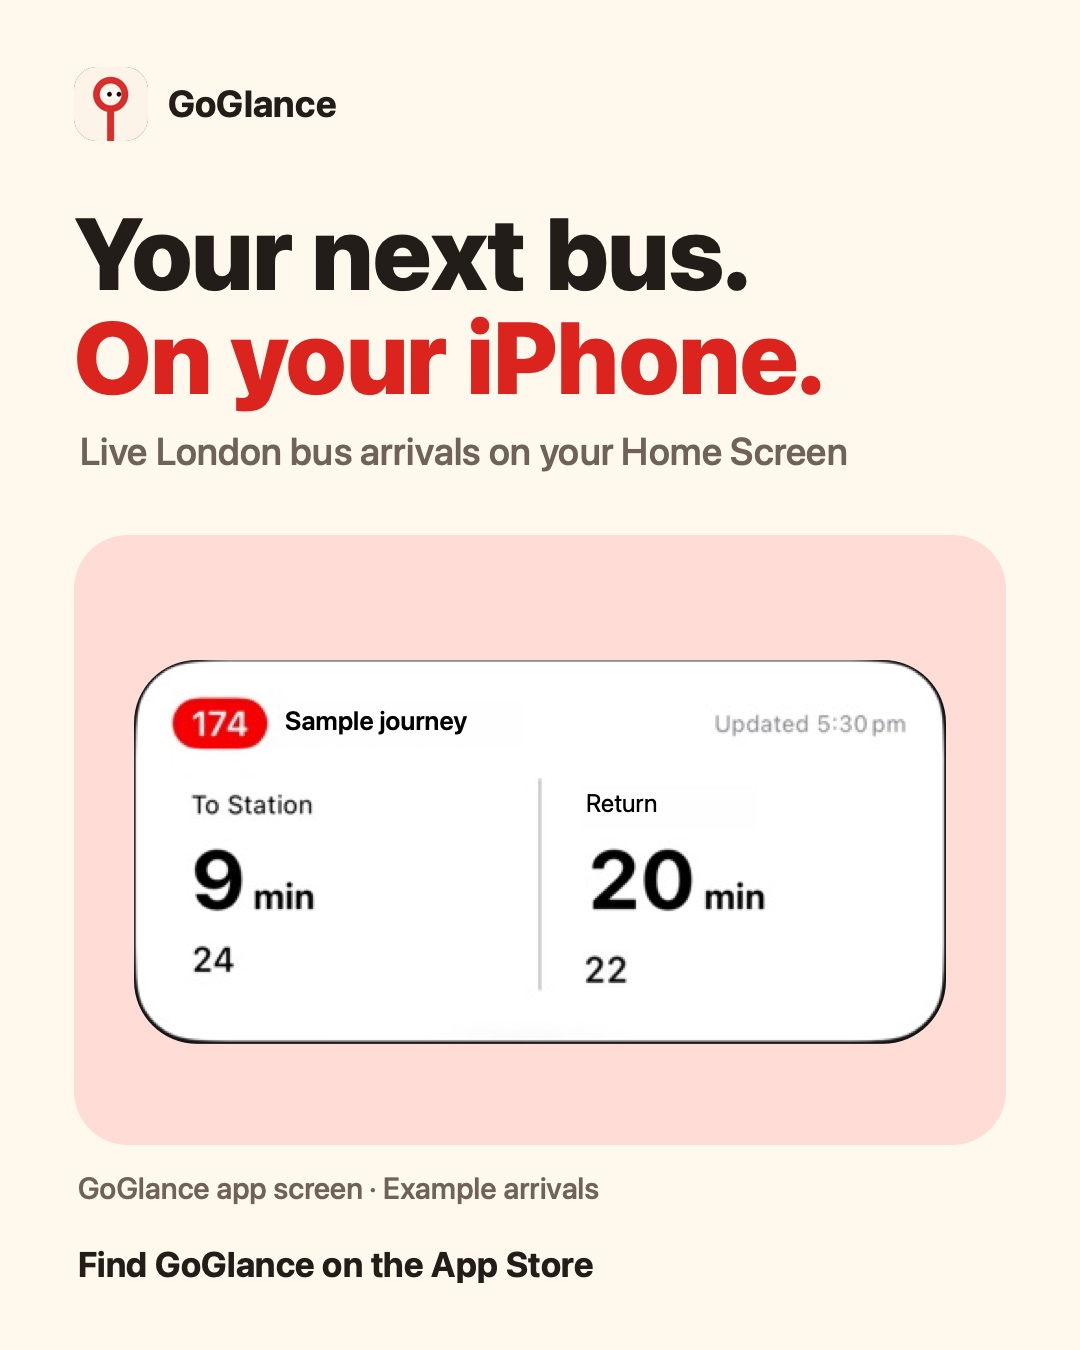 GoGlance
Your next bus.
On your iPhone.
Live London bus arrivals on your Home Screen
174 Sample journey Updated 5:30 pm
To Station Return
9 min 20 min
24 22
GoGlance app screen · Example arrivals
Find GoGlance on the App Store